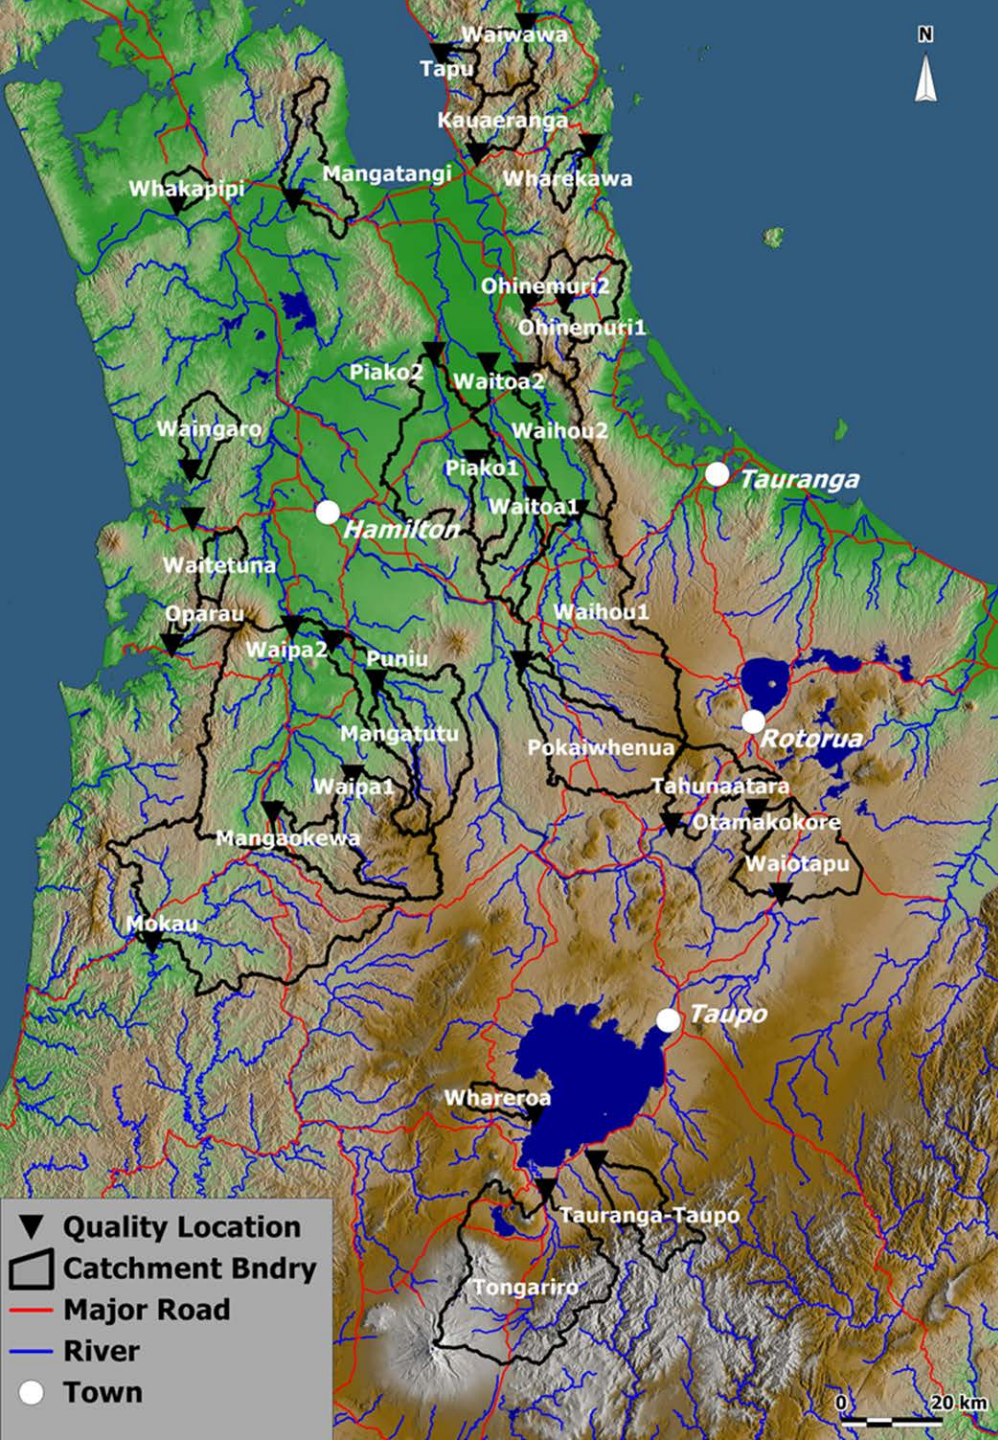 Waiwawa
N
Tapu
Kauaeranga
Mangatangi
Wharekawa
Whakapipi
Ohinemuri2
Ohinemuri1
Piako2
Waitoa2
Waingaro
Waihou2
Piako1
Tauranga
Waitoa1
Hamilton
Waitetuna
Oparau
Waihou1
Waipa2
Puniu
Mangatutu
Pokaiwhenua
Rotorua
Waipa1
Tahunaatara
Otamakokore
Mangaokewa
Waiotapu
Mokau
Taupo
Whareroa
Tauranga-Taupo
Tongariro
Quality Location
Catchment Bndry
Major Road
River
Town
0 20 km